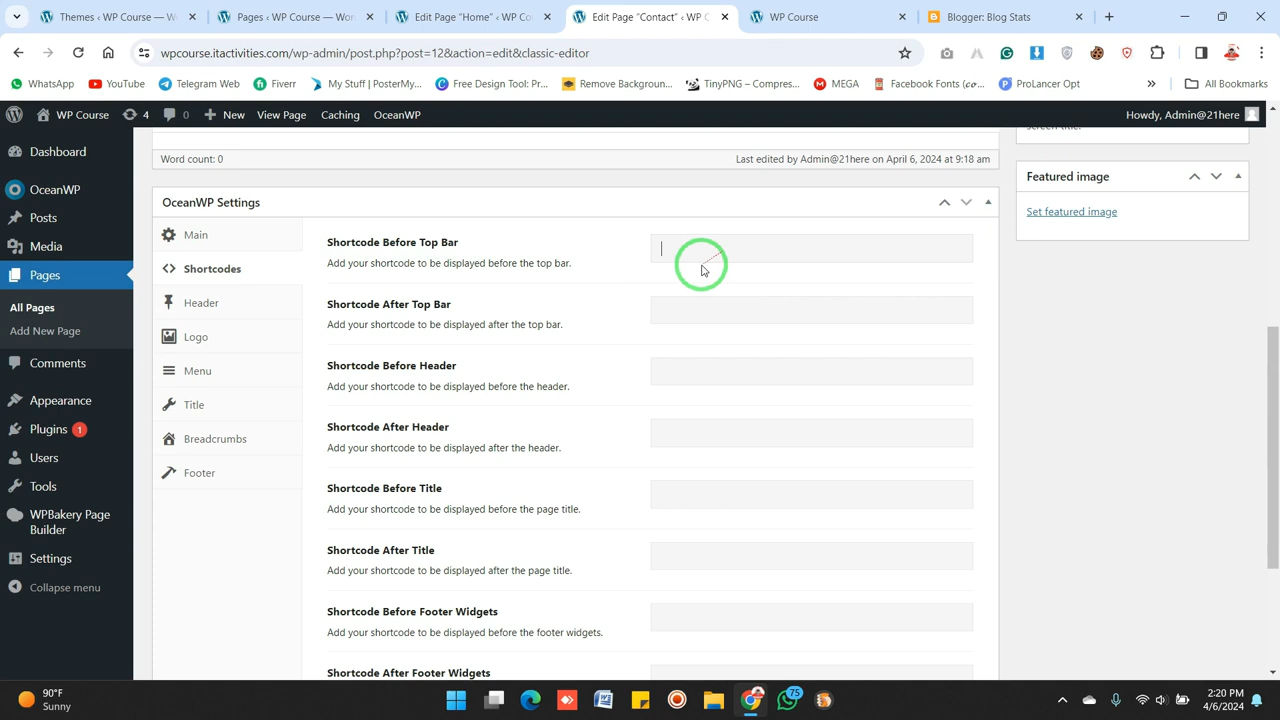 Themes ‹ WP Course — Wor
Pages ‹ WP Course — Word
Edit Page “Home” ‹ WP Co
Edit Page “Contact” ‹ WP C
WP Course
Blogger: Blog Stats
wpcourse.itactivities.com/wp-admin/post.php?post=12&action=edit&classic-editor
WhatsApp
YouTube
Telegram Web
Fiverr
My Stuff | PosterMy...
Free Design Tool: Pr...
Remove Background...
TinyPNG – Compress...
MEGA
Facebook Fonts (𝓬𝓸...
ProLancer Opt
All Bookmarks
WP Course
4
0
New
View Page
Caching
OceanWP
Howdy, Admin@21here
Dashboard
OceanWP
Posts
Media
Pages
All Pages
Add New Page
Comments
Appearance
Plugins 1
Users
Tools
WPBakery Page
Builder
Settings
Collapse menu
Word count: 0
Last edited by Admin@21here on April 6, 2024 at 9:18 am
OceanWP Settings
Main
Shortcodes
Header
Logo
Menu
Title
Breadcrumbs
Footer
Shortcode Before Top Bar
Add your shortcode to be displayed before the top bar.
Shortcode After Top Bar
Add your shortcode to be displayed after the top bar.
Shortcode Before Header
Add your shortcode to be displayed before the header.
Shortcode After Header
Add your shortcode to be displayed after the header.
Shortcode Before Title
Add your shortcode to be displayed before the page title.
Shortcode After Title
Add your shortcode to be displayed after the page title.
Shortcode Before Footer Widgets
Add your shortcode to be displayed before the footer widgets.
Shortcode After Footer Widgets
screen title.
Featured image
Set featured image
90°F
Sunny
75
2:20 PM
4/6/2024